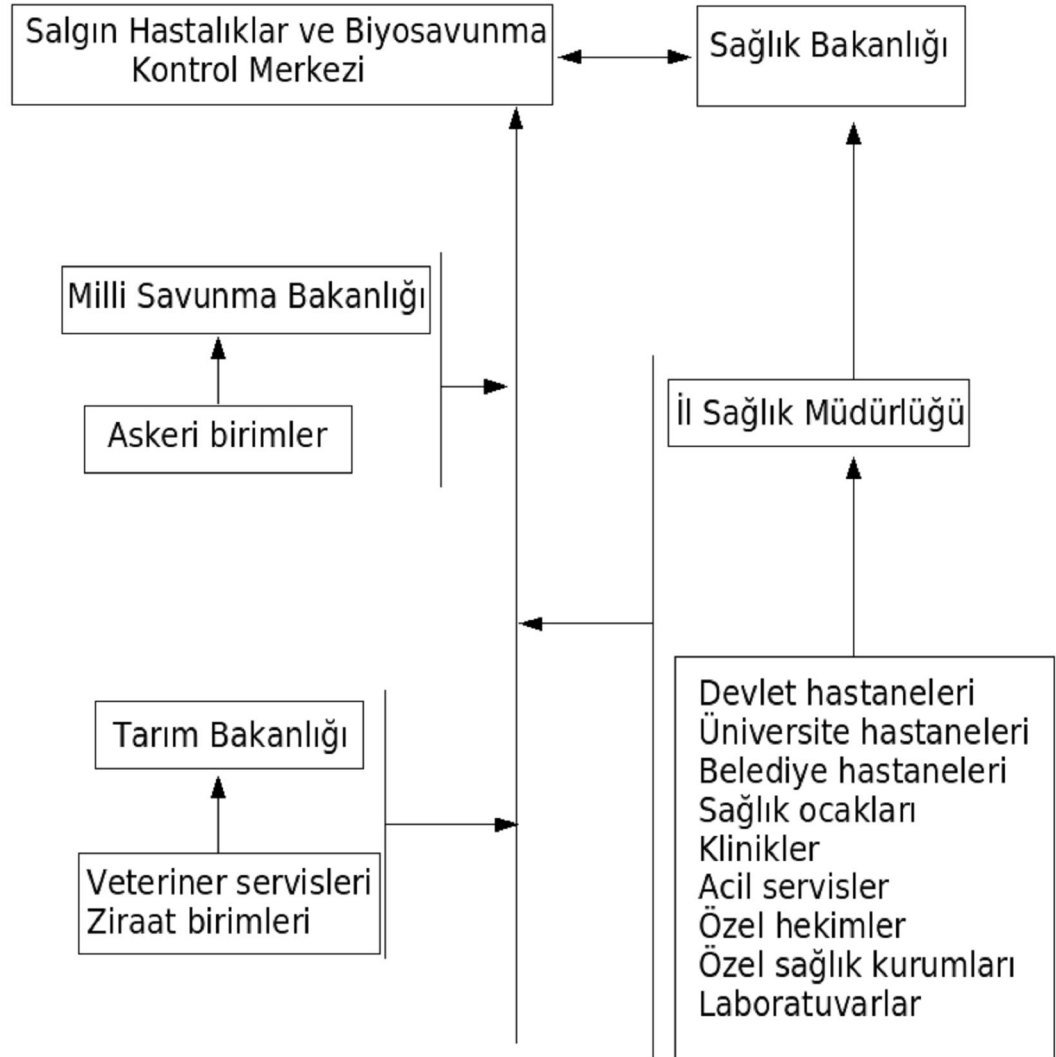 Salgın Hastalıklar ve Biyosavunma
Kontrol Merkezi
Sağlık Bakanlığı
Milli Savunma Bakanlığı
Askeri birimler
İl Sağlık Müdürlüğü
Tarım Bakanlığı
Veteriner servisleri
Ziraat birimleri
Devlet hastaneleri
Üniversite hastaneleri
Belediye hastaneleri
Sağlık ocakları
Klinikler
Acil servisler
Özel hekimler
Özel sağlık kurumları
Laboratuvarlar